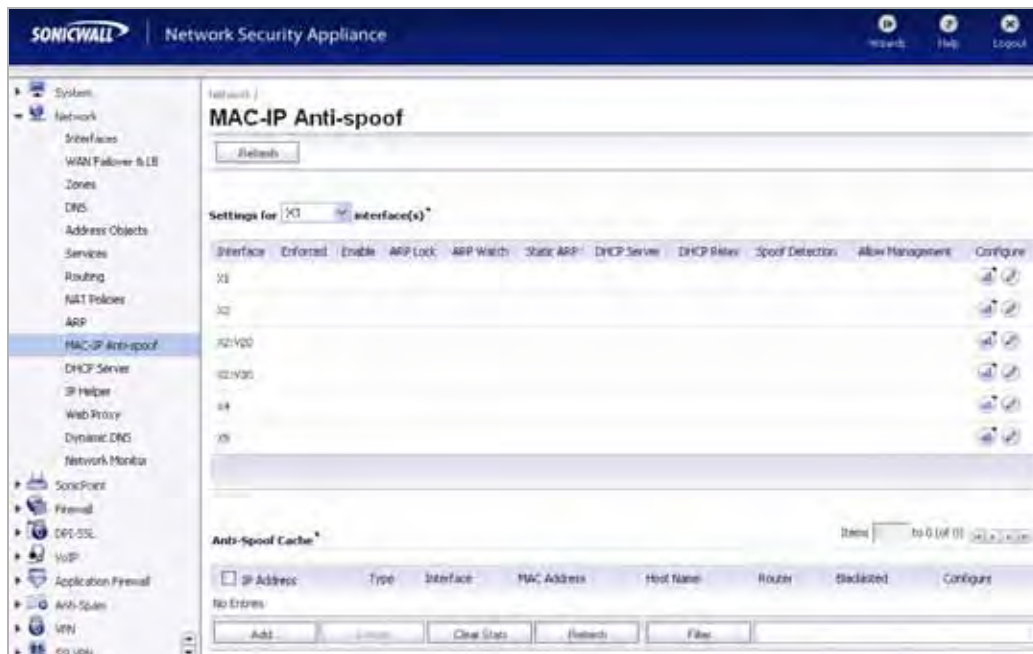 SONICWALL Network Security Appliance
Wizards Help Logout
System
Network
Interfaces
WAN Failover & LB
Zones
DNS
Address Objects
Services
Routing
NAT Policies
ARP
MAC-IP Anti-spoof
DHCP Server
IP Helper
Web Proxy
Dynamic DNS
Network Monitor
SonicPoint
Firewall
DPI-SSL
VoIP
Application Firewall
Anti-Spam
VPN
SSL VPN
Network /
MAC-IP Anti-spoof
Refresh
Settings for interface(s)*
Interface Enforced Enable ARP Lock ARP Watch Static ARP DHCP Server DHCP Relay Spoof Detection Allow Management Configure
X1
X2
X2:V20
X2:V30
X4
X5
Anti-Spoof Cache*
Items to 0 (of 0)
IP Address Type Interface MAC Address Host Name Router Blacklisted Configure
No Entries
Add... Clear Stats Refresh Filter